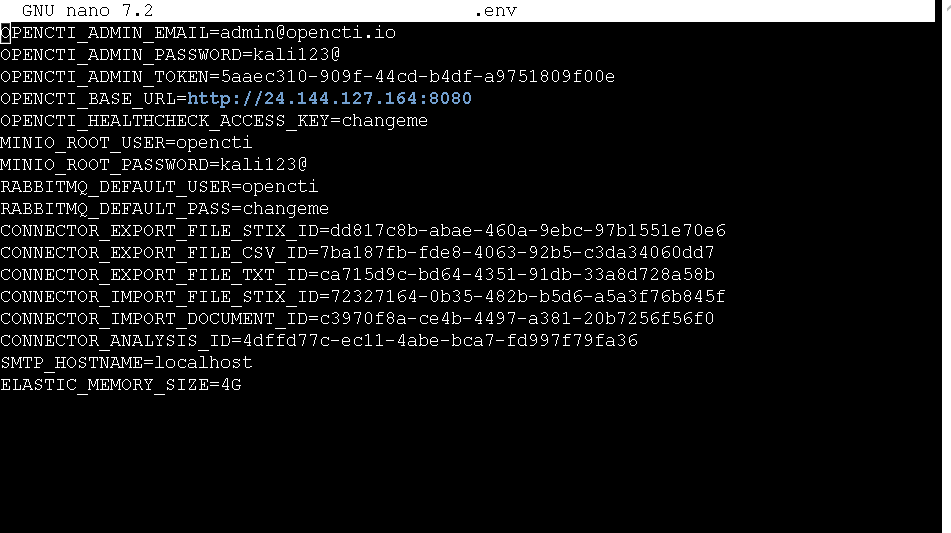 GNU nano 7.2 .env
OPENCTI_ADMIN_EMAIL=admin@opencti.io
OPENCTI_ADMIN_PASSWORD=kali123@
OPENCTI_ADMIN_TOKEN=5aaec310-909f-44cd-b4df-a9751809f00e
OPENCTI_BASE_URL=http://24.144.127.164:8080
OPENCTI_HEALTHCHECK_ACCESS_KEY=changeme
MINIO_ROOT_USER=opencti
MINIO_ROOT_PASSWORD=kali123@
RABBITMQ_DEFAULT_USER=opencti
RABBITMQ_DEFAULT_PASS=changeme
CONNECTOR_EXPORT_FILE_STIX_ID=dd817c8b-abae-460a-9ebc-97b1551e70e6
CONNECTOR_EXPORT_FILE_CSV_ID=7ba187fb-fde8-4063-92b5-c3da34060dd7
CONNECTOR_EXPORT_FILE_TXT_ID=ca715d9c-bd64-4351-91db-33a8d728a58b
CONNECTOR_IMPORT_FILE_STIX_ID=72327164-0b35-482b-b5d6-a5a3f76b845f
CONNECTOR_IMPORT_DOCUMENT_ID=c3970f8a-ce4b-4497-a381-20b7256f56f0
CONNECTOR_ANALYSIS_ID=4dffd77c-ec11-4abe-bca7-fd997f79fa36
SMTP_HOSTNAME=localhost
ELASTIC_MEMORY_SIZE=4G